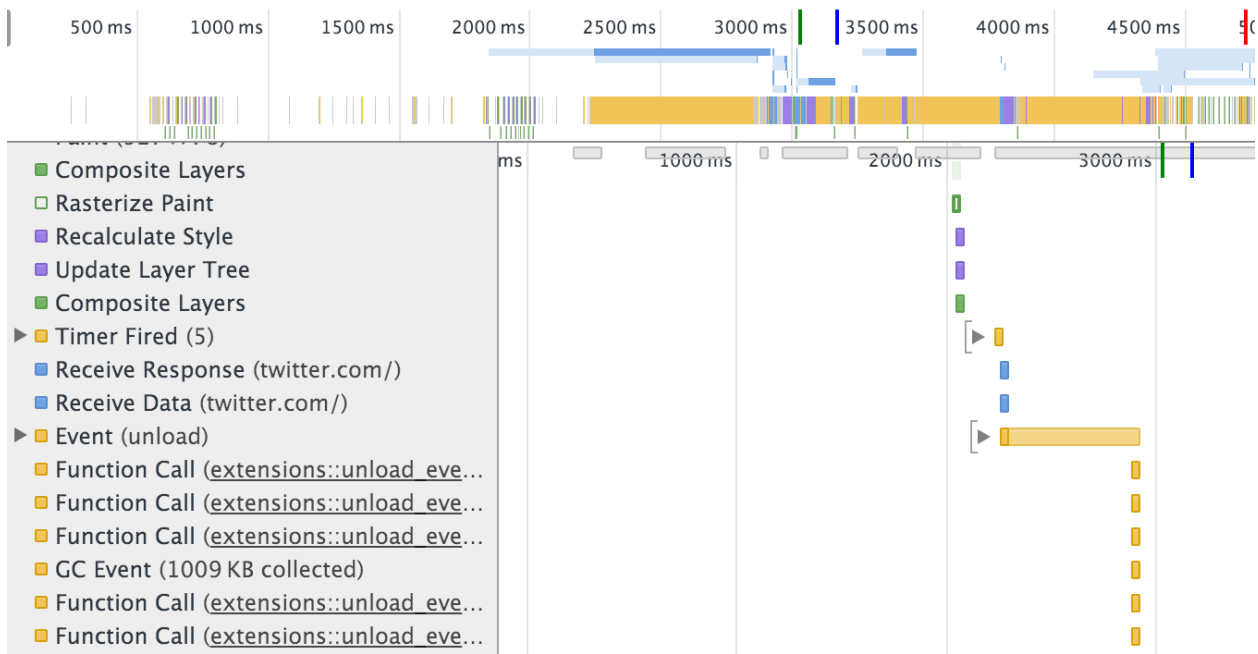 500 ms 1000 ms 1500 ms 2000 ms 2500 ms 3000 ms 3500 ms 4000 ms 4500 ms 50
ms 1000 ms 2000 ms 3000 ms
Composite Layers
Rasterize Paint
Recalculate Style
Update Layer Tree
Composite Layers
Timer Fired (5)
Receive Response (twitter.com/)
Receive Data (twitter.com/)
Event (unload)
Function Call (extensions::unload_eve...
Function Call (extensions::unload_eve...
Function Call (extensions::unload_eve...
GC Event (1009 KB collected)
Function Call (extensions::unload_eve...
Function Call (extensions::unload_eve...